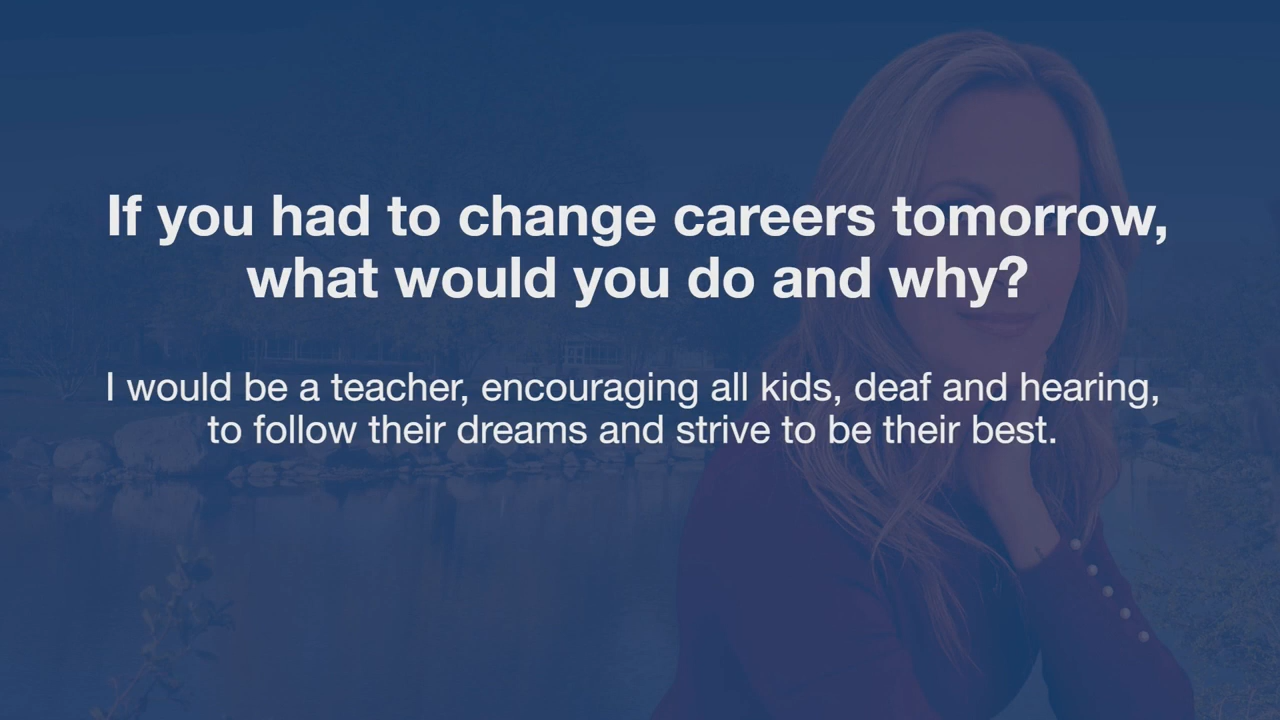 If you had to change careers tomorrow,
what would you do and why?
I would be a teacher, encouraging all kids, deaf and hearing,
to follow their dreams and strive to be their best.